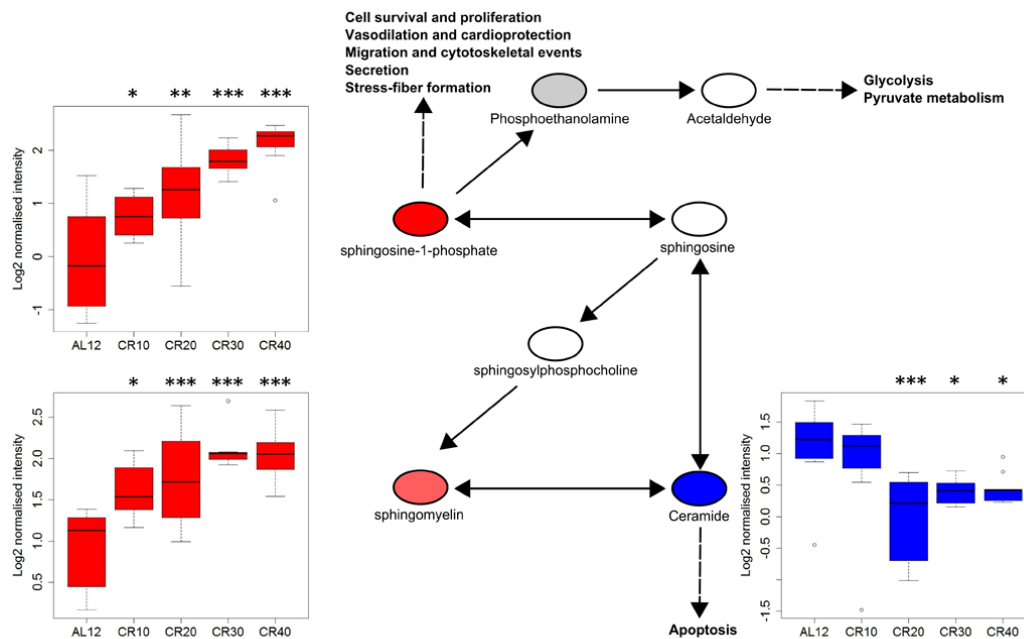 Cell survival and proliferation
Vasodilation and cardioprotection
Migration and cytoskeletal events
Secretion
Stress-fiber formation
Phosphoethanolamine
Acetaldehyde
Glycolysis
Pyruvate metabolism
* ** *** ***
Log2 normalised intensity
2
1
0
-1
AL12 CR10 CR20 CR30 CR40
sphingosine-1-phosphate
sphingosine
sphingosylphosphocholine
* *** *** ***
Log2 normalised intensity
2.5
2.0
1.5
1.0
0.5
AL12 CR10 CR20 CR30 CR40
sphingomyelin
Ceramide
Apoptosis
*** * *
Log2 normalised intensity
1.5
1.0
0.5
0.0
-0.5
-1.5
AL12 CR10 CR20 CR30 CR40